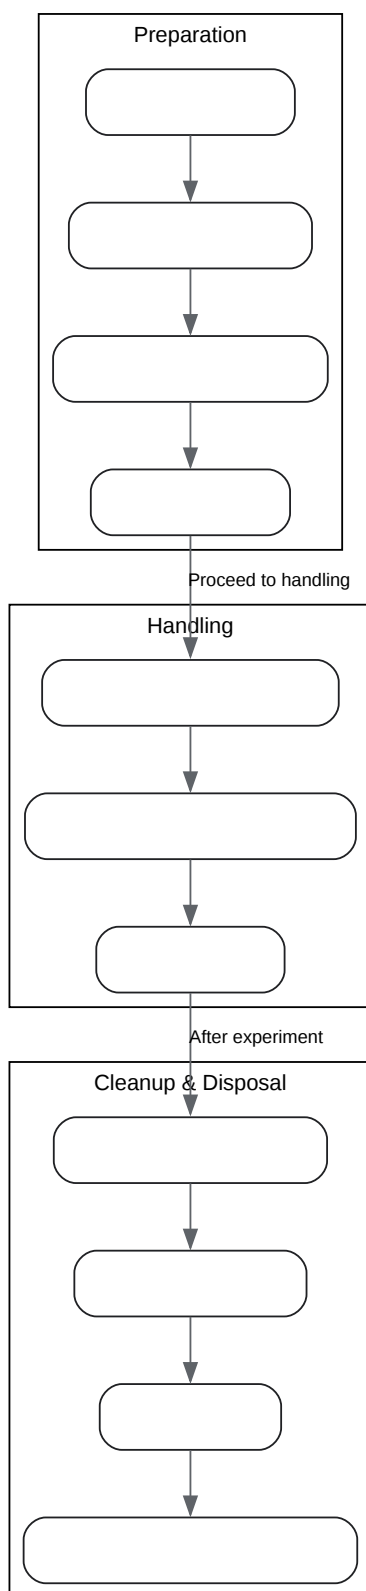 Preparation
Proceed to handling
Handling
After experiment
Cleanup & Disposal